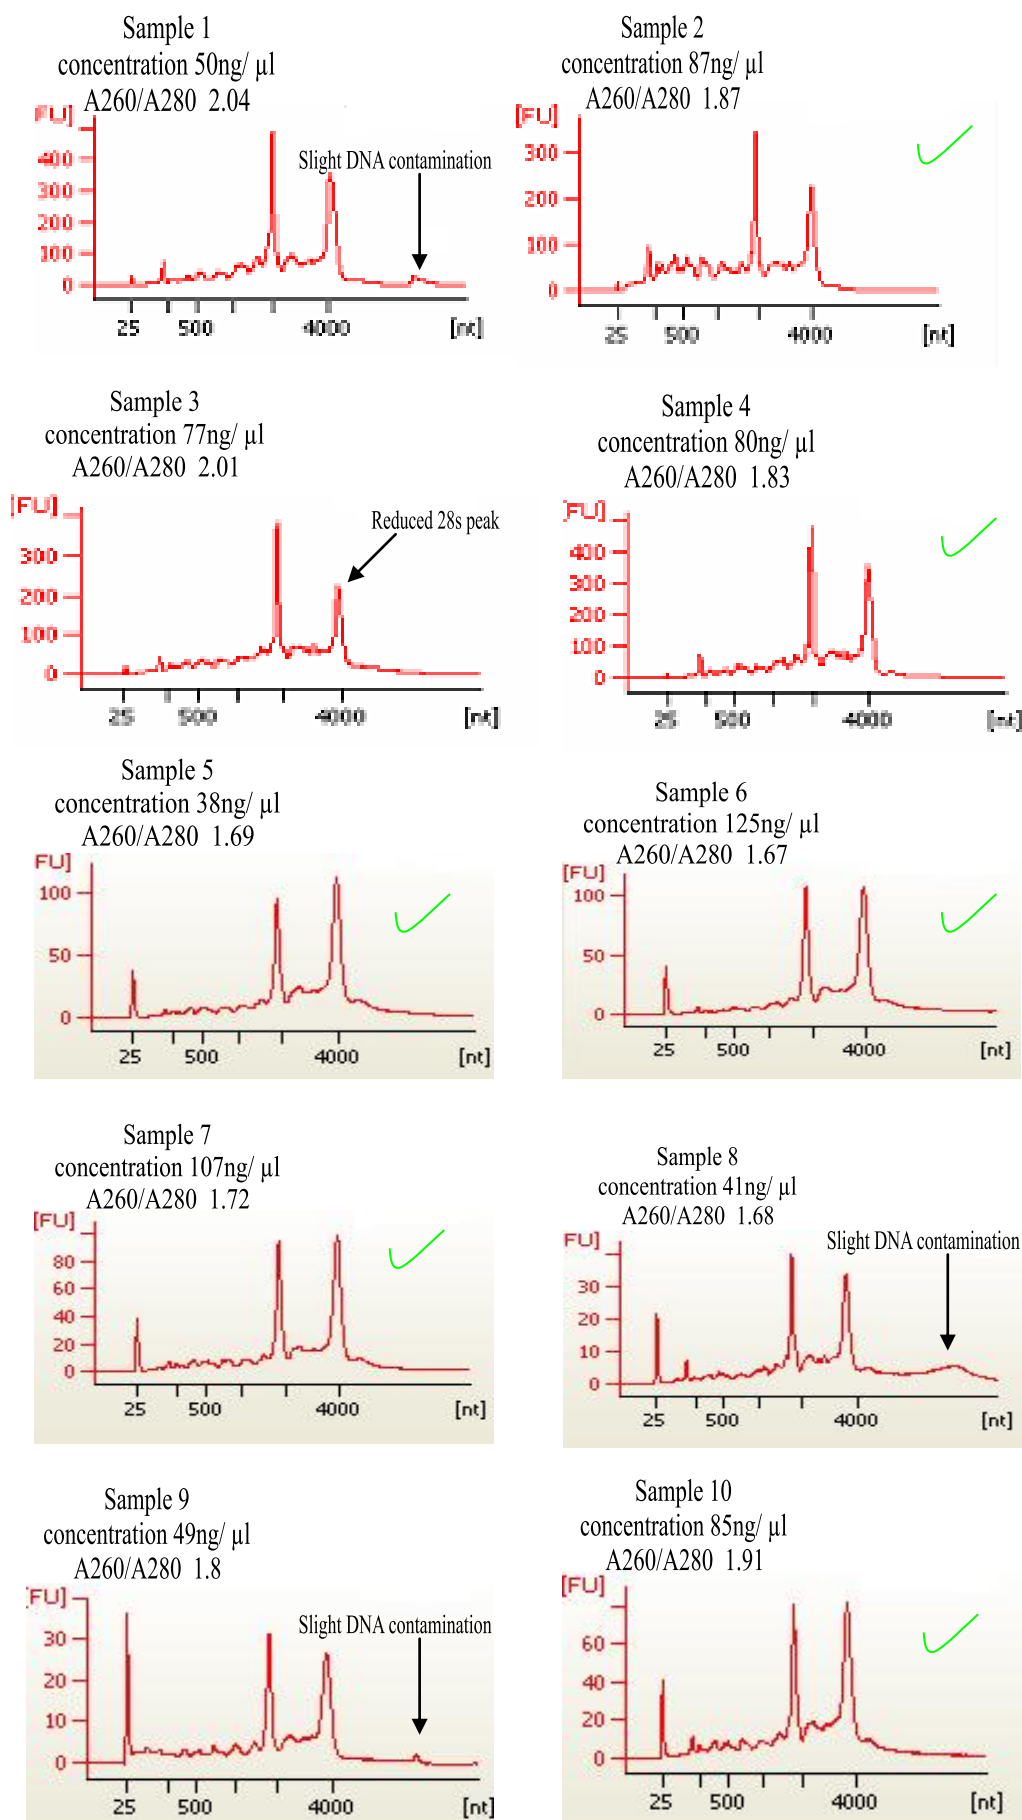 Sample 1
concentration 50ng/ µl
A260/A280 2.04
[FU]
400
300
200
100
0
Slight DNA contamination
25 500 4000 [nt]
Sample 2
concentration 87ng/ µl
A260/A280 1.87
[FU]
300
200
100
0
25 500 4000 [nt]
Sample 3
concentration 77ng/ µl
A260/A280 2.01
[FU]
300
200
100
0
Reduced 28s peak
25 500 4000 [nt]
Sample 4
concentration 80ng/ µl
A260/A280 1.83
[FU]
400
300
200
100
0
25 500 4000 [nt]
Sample 5
concentration 38ng/ µl
A260/A280 1.69
FU]
100
50
0
25 500 4000 [nt]
Sample 6
concentration 125ng/ µl
A260/A280 1.67
[FU]
100
50
0
25 500 4000 [nt]
Sample 7
concentration 107ng/ µl
A260/A280 1.72
[FU]
80
60
40
20
0
25 500 4000 [nt]
Sample 8
concentration 41ng/ µl
A260/A280 1.68
FU]
30
20
10
0
Slight DNA contamination
25 500 4000 [nt]
Sample 9
concentration 49ng/ µl
A260/A280 1.8
[FU]
30
20
10
0
Slight DNA contamination
25 500 4000 [nt]
Sample 10
concentration 85ng/ µl
A260/A280 1.91
[FU]
60
40
20
0
25 500 4000 [nt]